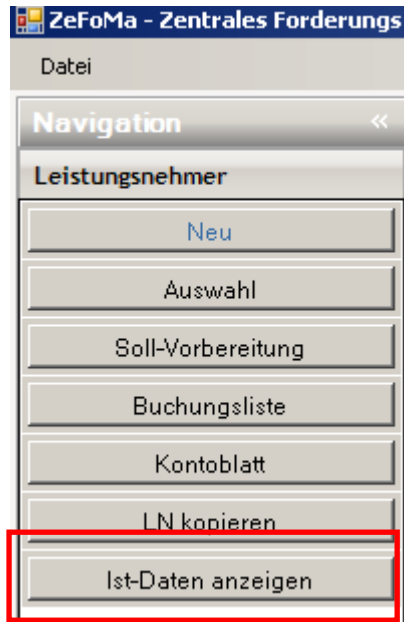 ZeFoMa - Zentrales Forderungs
Datei
Navigation «
Leistungsnehmer
Neu
Auswahl
Soll-Vorbereitung
Buchungsliste
Kontoblatt
LN kopieren
Ist-Daten anzeigen